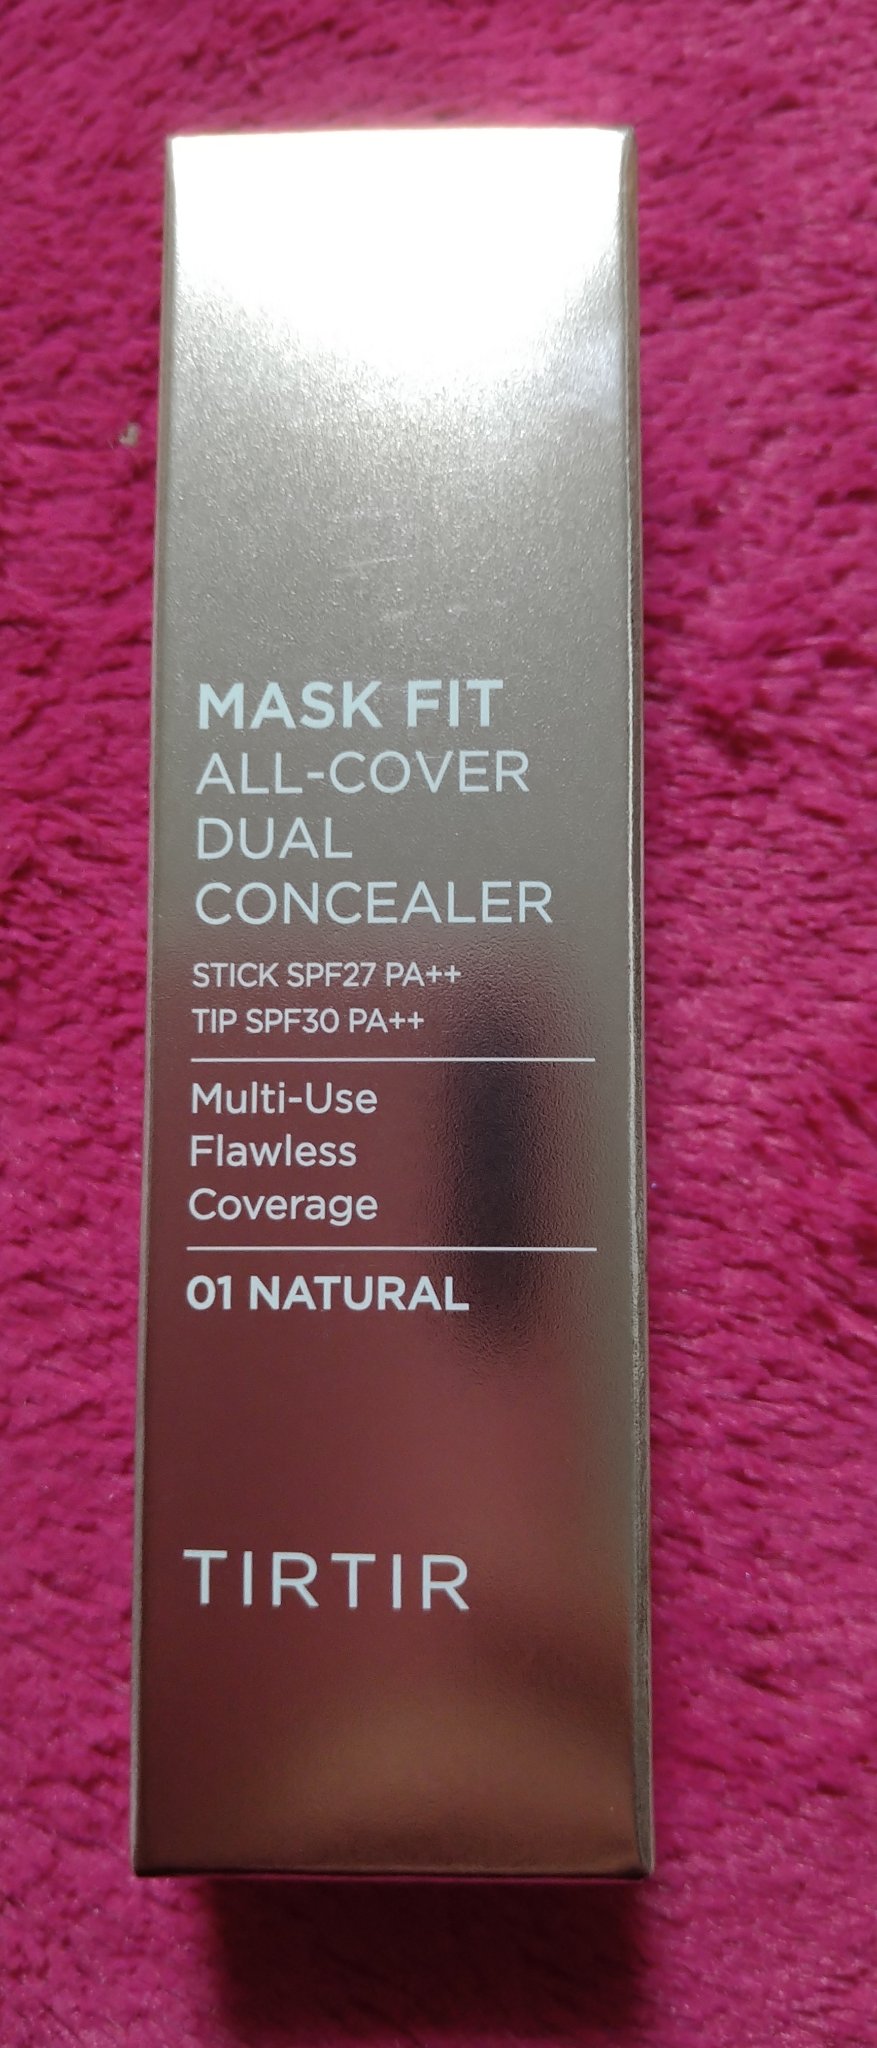 MASK FIT
ALL-COVER
DUAL
CONCEALER
STICK SPF27 PA++
TIP SPF30 PA++
Multi-Use
Flawless
Coverage
01 NATURAL
TIRTIR